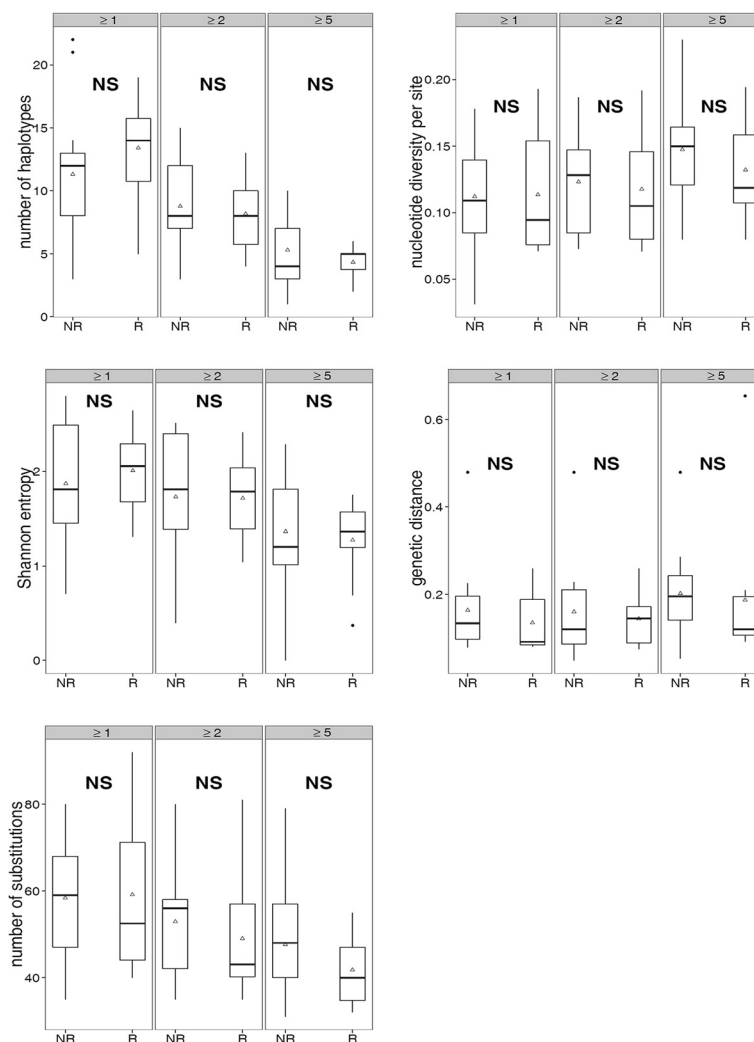 ≥ 1 ≥ 2 ≥ 5
number of haplotypes
20
15
10
5
0
NS NS NS
NR R NR R NR R
≥ 1 ≥ 2 ≥ 5
nucleotide diversity per site
0.20
0.15
0.10
0.05
NS NS NS
NR R NR R NR R
≥ 1 ≥ 2 ≥ 5
Shannon entropy
2
1
0
NS NS NS
NR R NR R NR R
≥ 1 ≥ 2 ≥ 5
genetic distance
0.6
0.4
0.2
NS NS NS
NR R NR R NR R
≥ 1 ≥ 2 ≥ 5
number of substitutions
80
60
40
NS NS NS
NR R NR R NR R